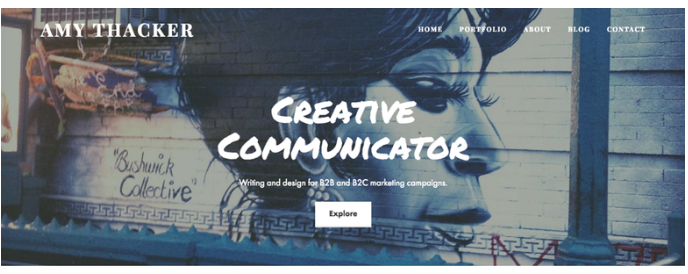 AMY THACKER
HOME PORTFOLIO ABOUT BLOG CONTACT
CREATIVE
COMMUNICATOR
"Bushwick
Collective"
Writing and design for B2B and B2C marketing campaigns.
Explore